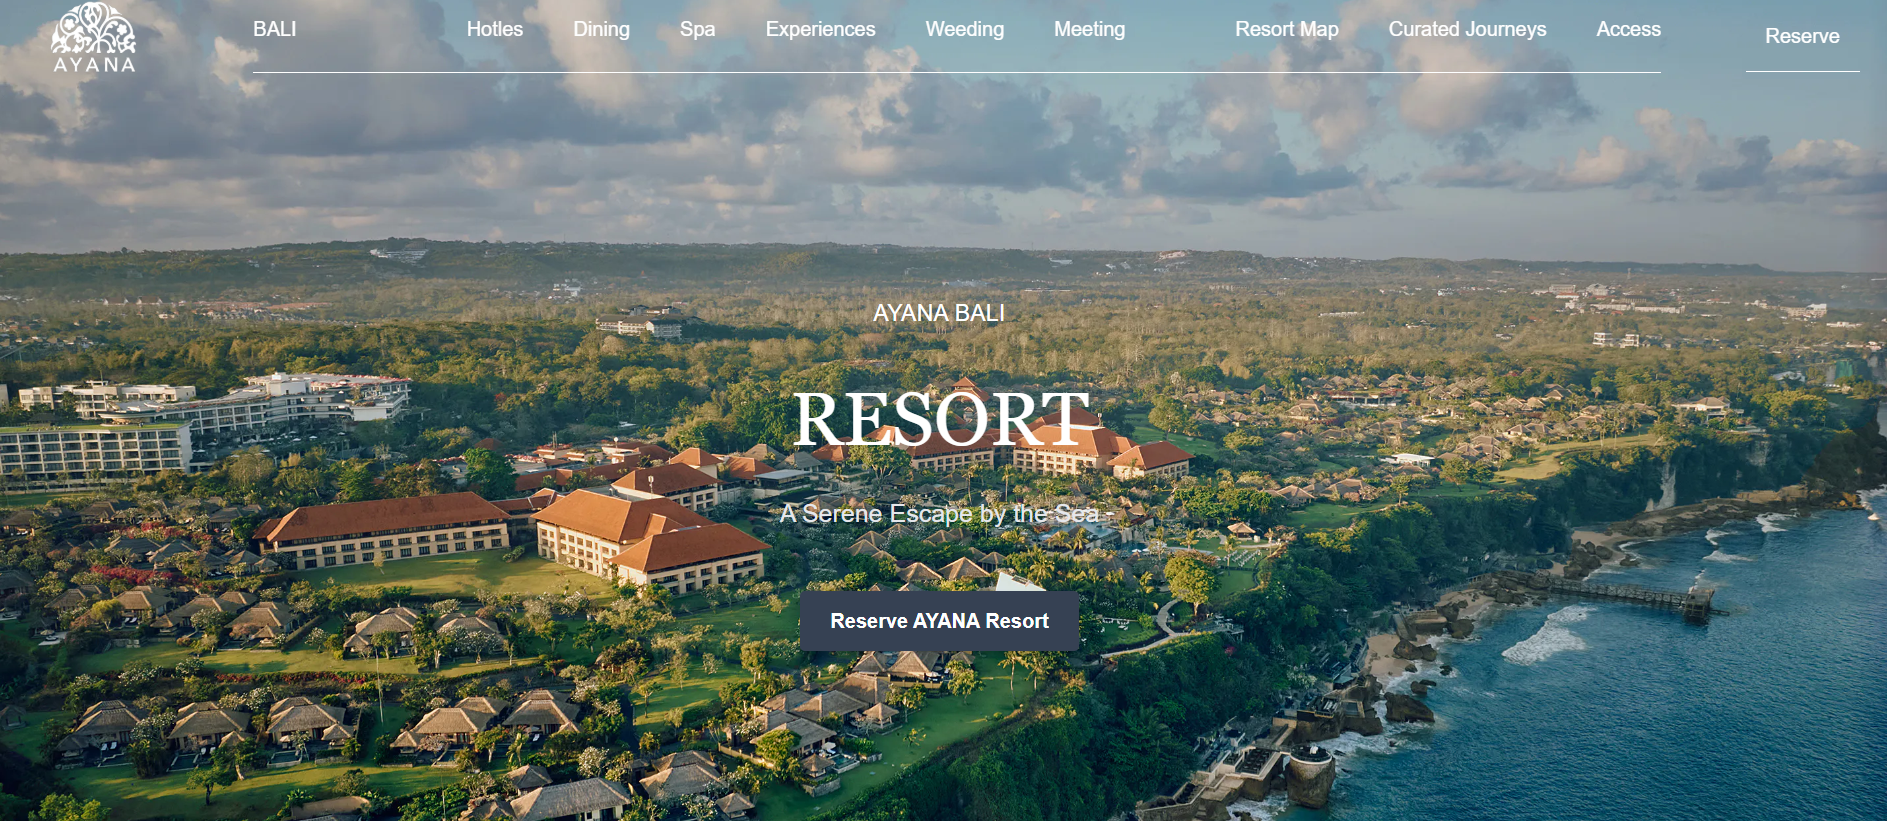 AYANA
BALI
Hotles
Dining
Spa
Experiences
Weeding
Meeting
Resort Map
Curated Journeys
Access
Reserve
AYANA BALI
RESORT
A Serene Escape by the Sea -
Reserve AYANA Resort